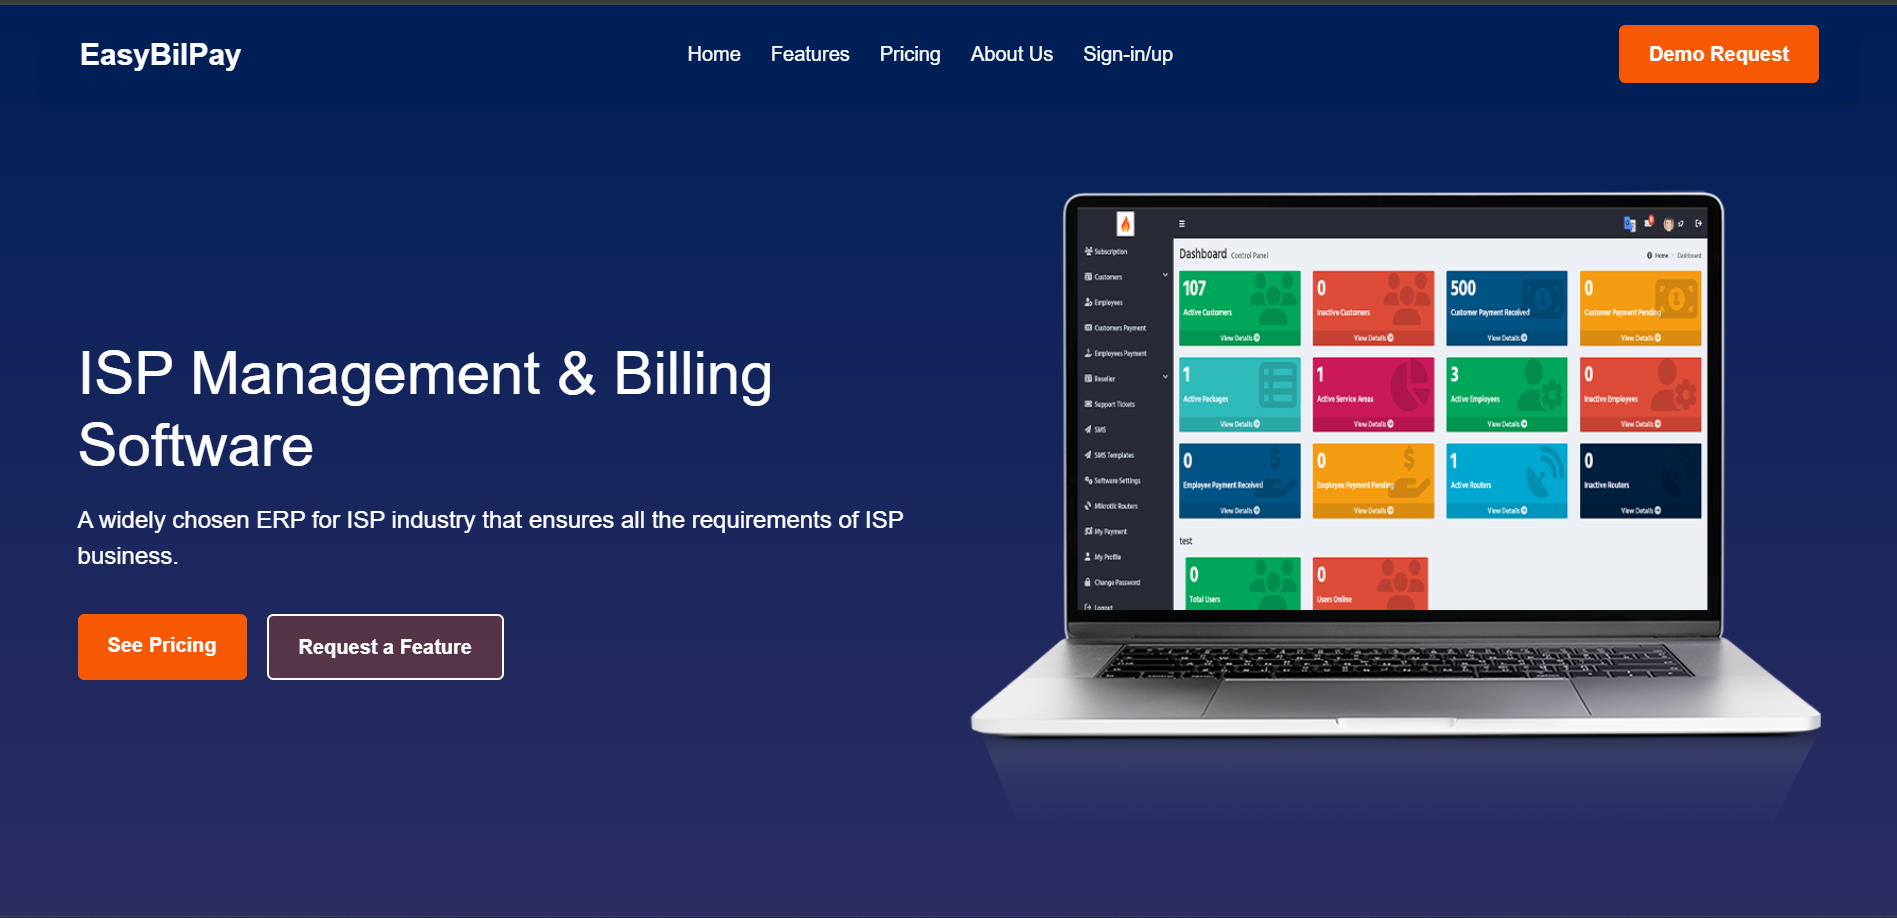 EasyBilPay
Home Features Pricing About Us Sign-in/up
Demo Request
ISP Management & Billing
Software
A widely chosen ERP for ISP industry that ensures all the requirements of ISP
business.
See Pricing
Request a Feature
Subscription
Customers
Employees
Customers Payment
Employees Payment
Reseller
Support Tickets
SMS
SMS Templates
Software Settings
Mikrotik Routers
My Payment
My Profile
Change Password
Logout
Dashboard Control Panel
Home > Dashboard
107
Active Customers
View Details
0
Inactive Customers
View Details
500
Customer Payment Received
View Details
0
Customer Payment Pending
View Details
1
Active Packages
View Details
1
Active Service Areas
View Details
3
Active Employees
View Details
0
Inactive Employees
View Details
0
Employee Payment Received
View Details
0
Employee Payment Pending
View Details
1
Active Routers
View Details
0
Inactive Routers
View Details
test
0
Total Users
0
Users Online